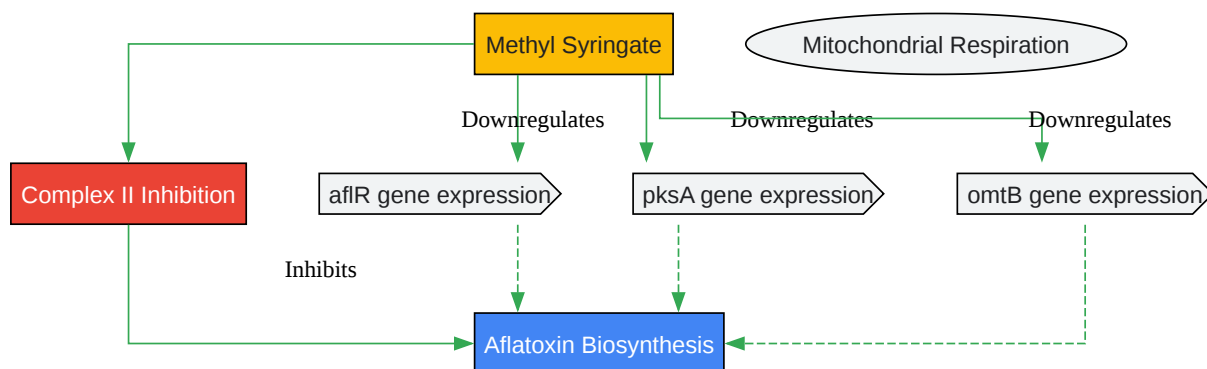 Methyl Syringate
Mitochondrial Respiration
Downregulates
Downregulates
Downregulates
Complex II Inhibition
aflR gene expression
pksA gene expression
omtB gene expression
Inhibits
Aflatoxin Biosynthesis